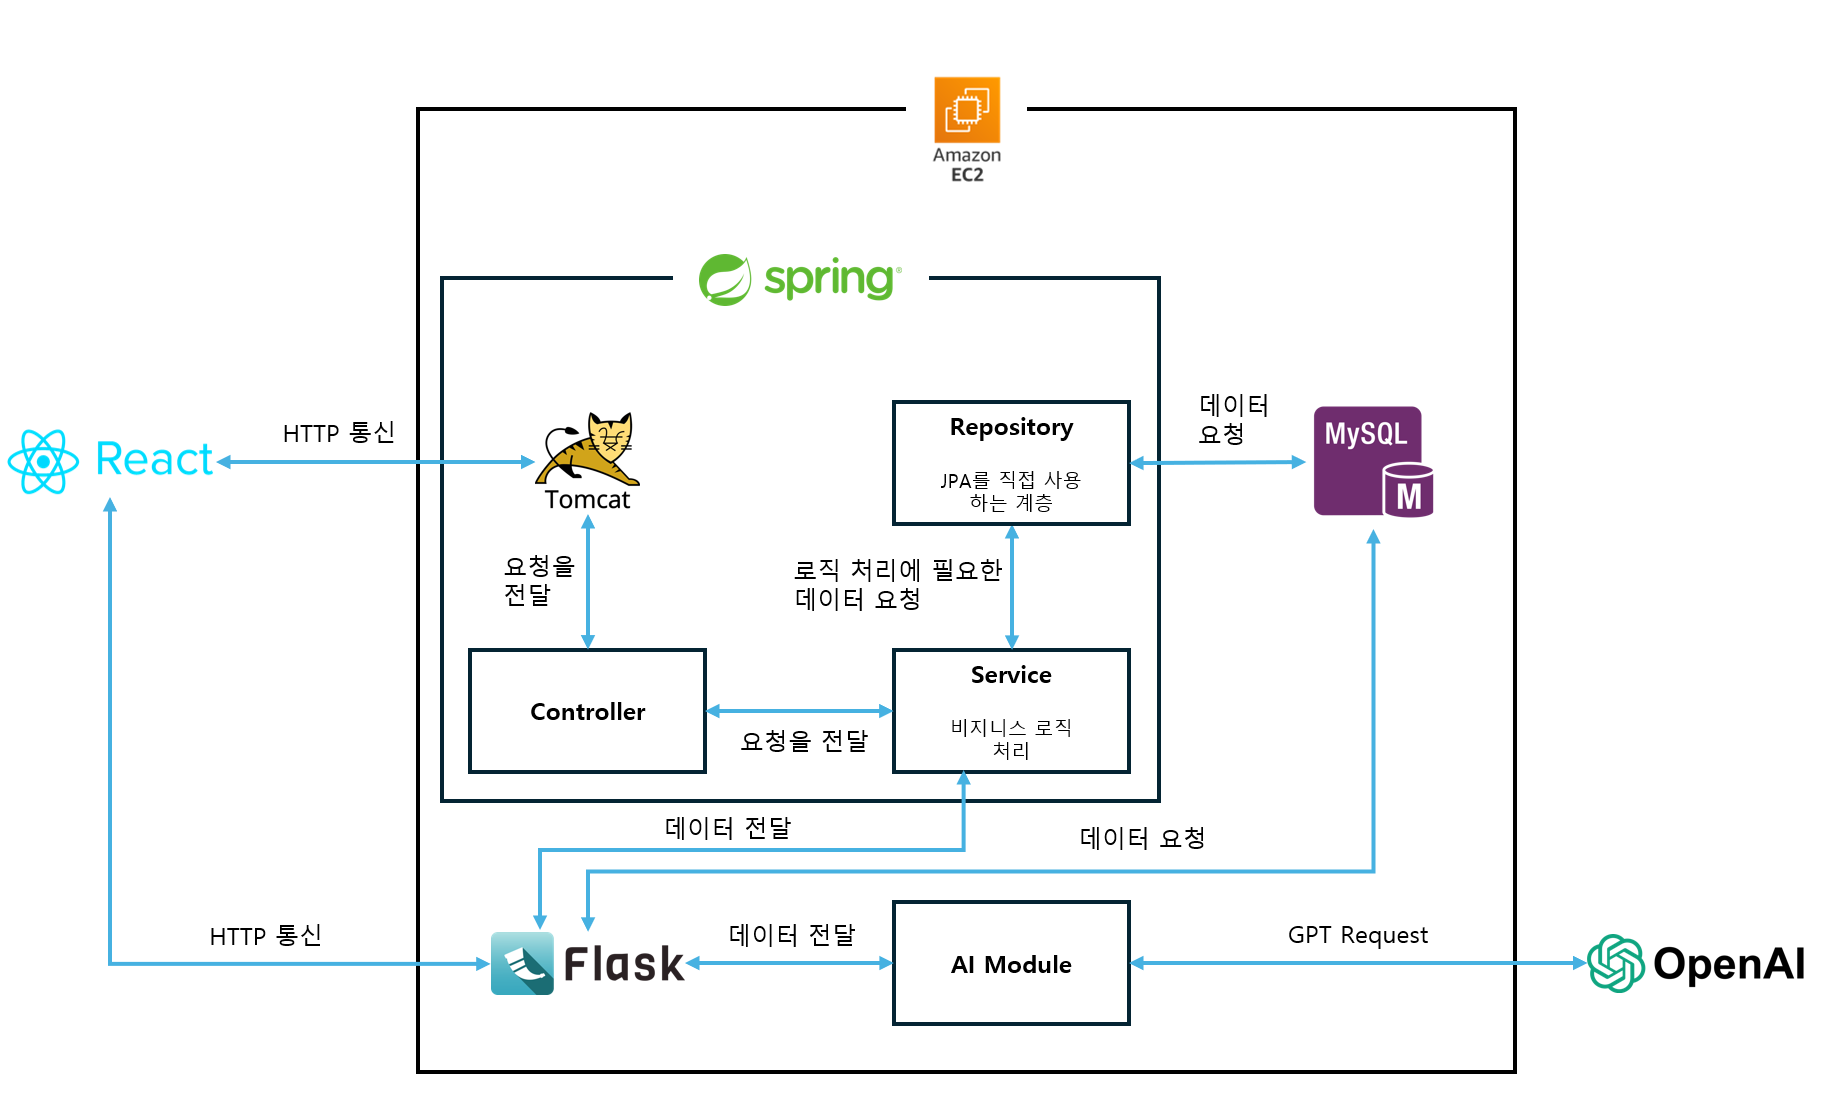 Amazon
EC2
spring
React
HTTP 통신
Tomcat
Repository
JPA를 직접 사용
하는 계층
데이터
요청
MySQL
M
요청을
전달
로직 처리에 필요한
데이터 요청
Controller
요청을 전달
Service
비지니스 로직
처리
데이터 전달
데이터 요청
HTTP 통신
Flask
데이터 전달
AI Module
GPT Request
OpenAI